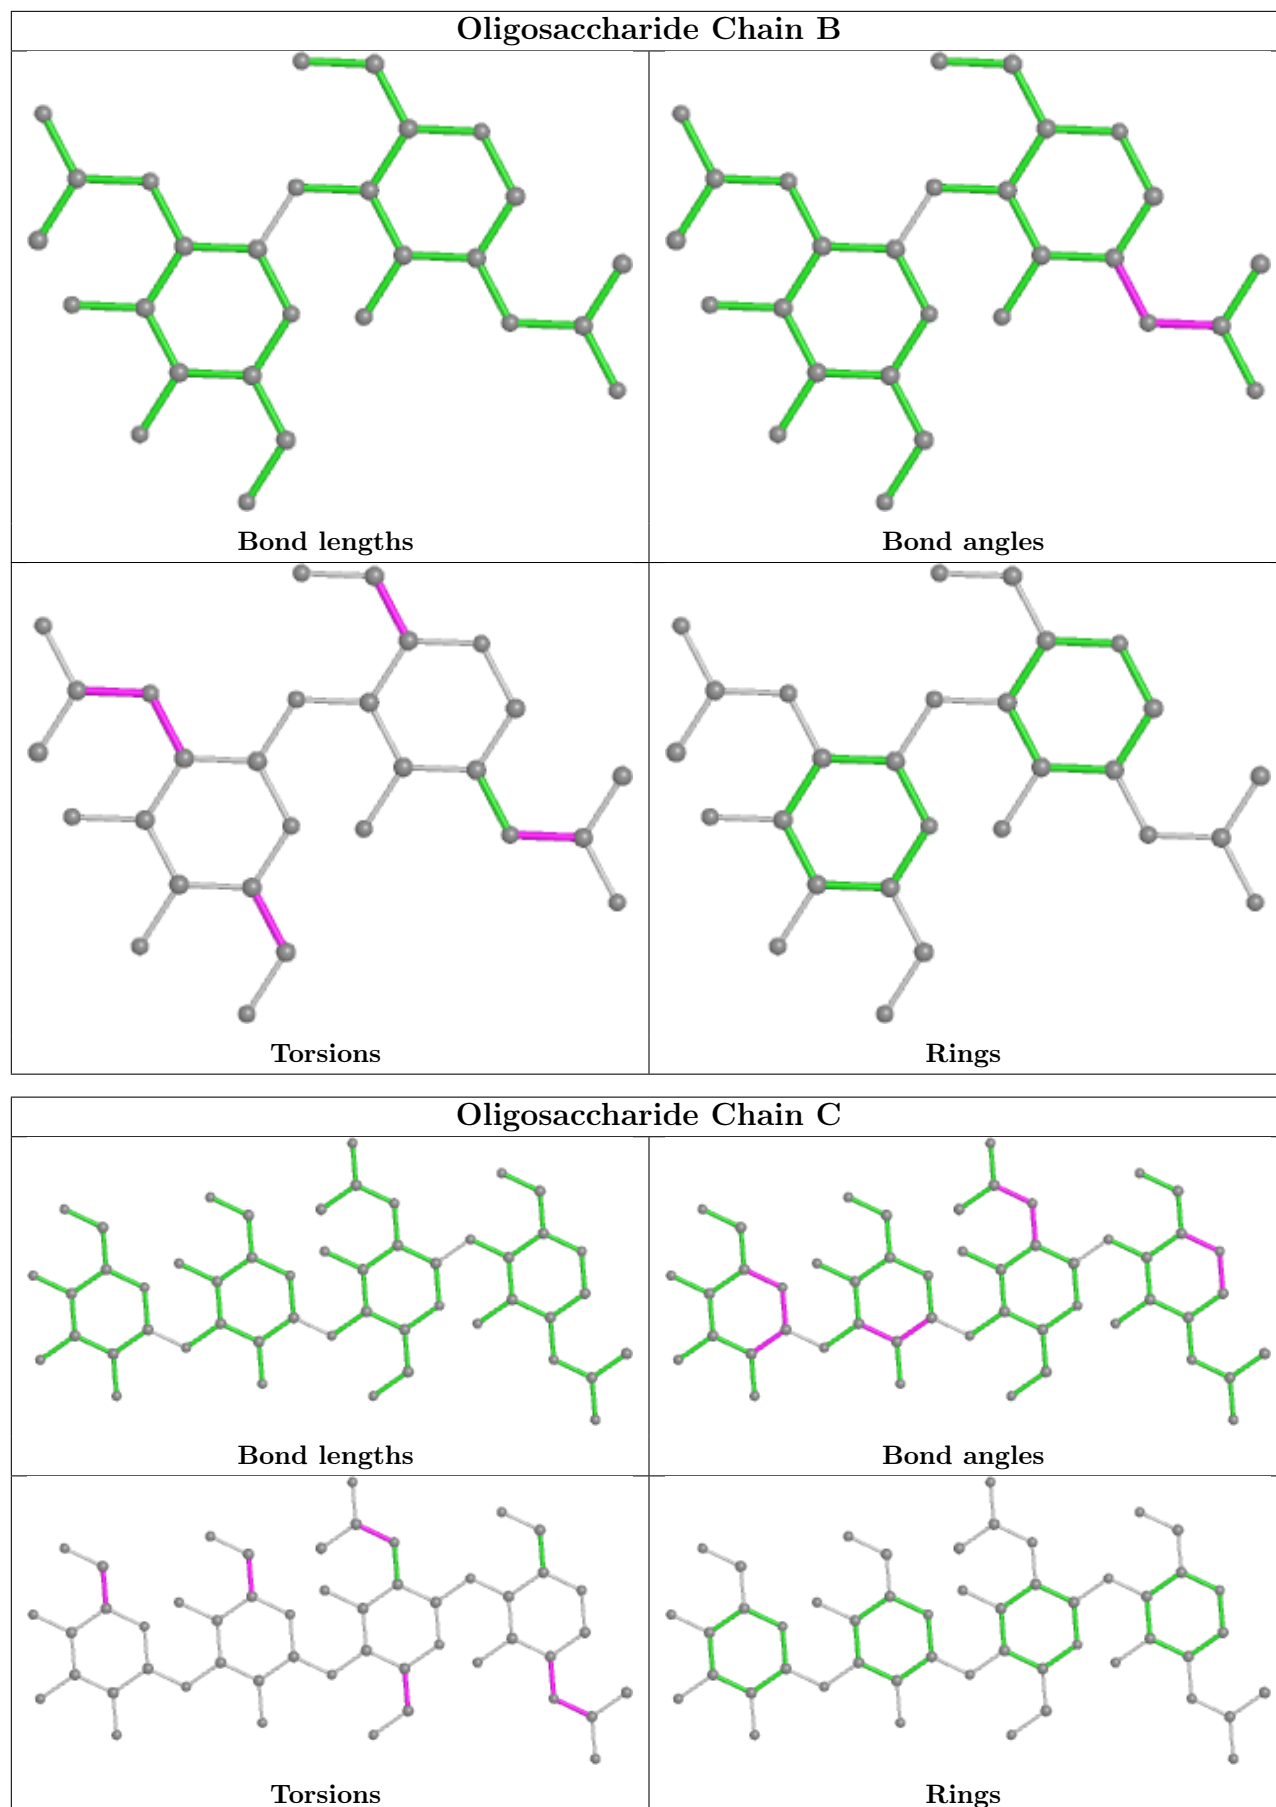 Oligosaccharide Chain B
Bond lengths
Bond angles
Torsions
Rings
Oligosaccharide Chain C
Bond lengths
Bond angles
Torsions
Rings